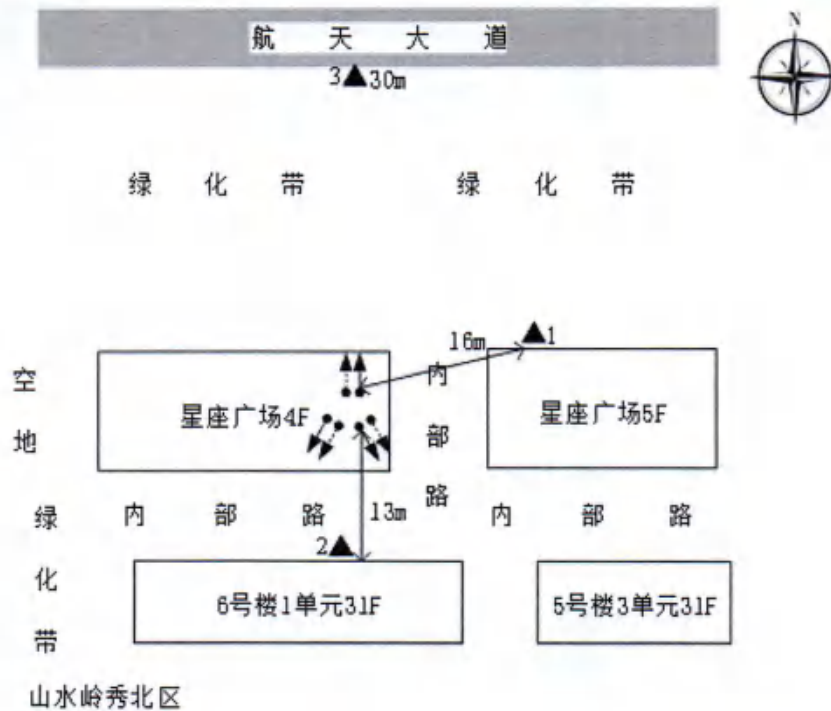 航天大道
N
3▲30m
绿化带 绿化带
▲1
16m
空地
内部路
星座广场4F
星座广场5F
绿化带
内部路
13m
内部路
2▲
6号楼1单元31F
5号楼3单元31F
山水岭秀北区